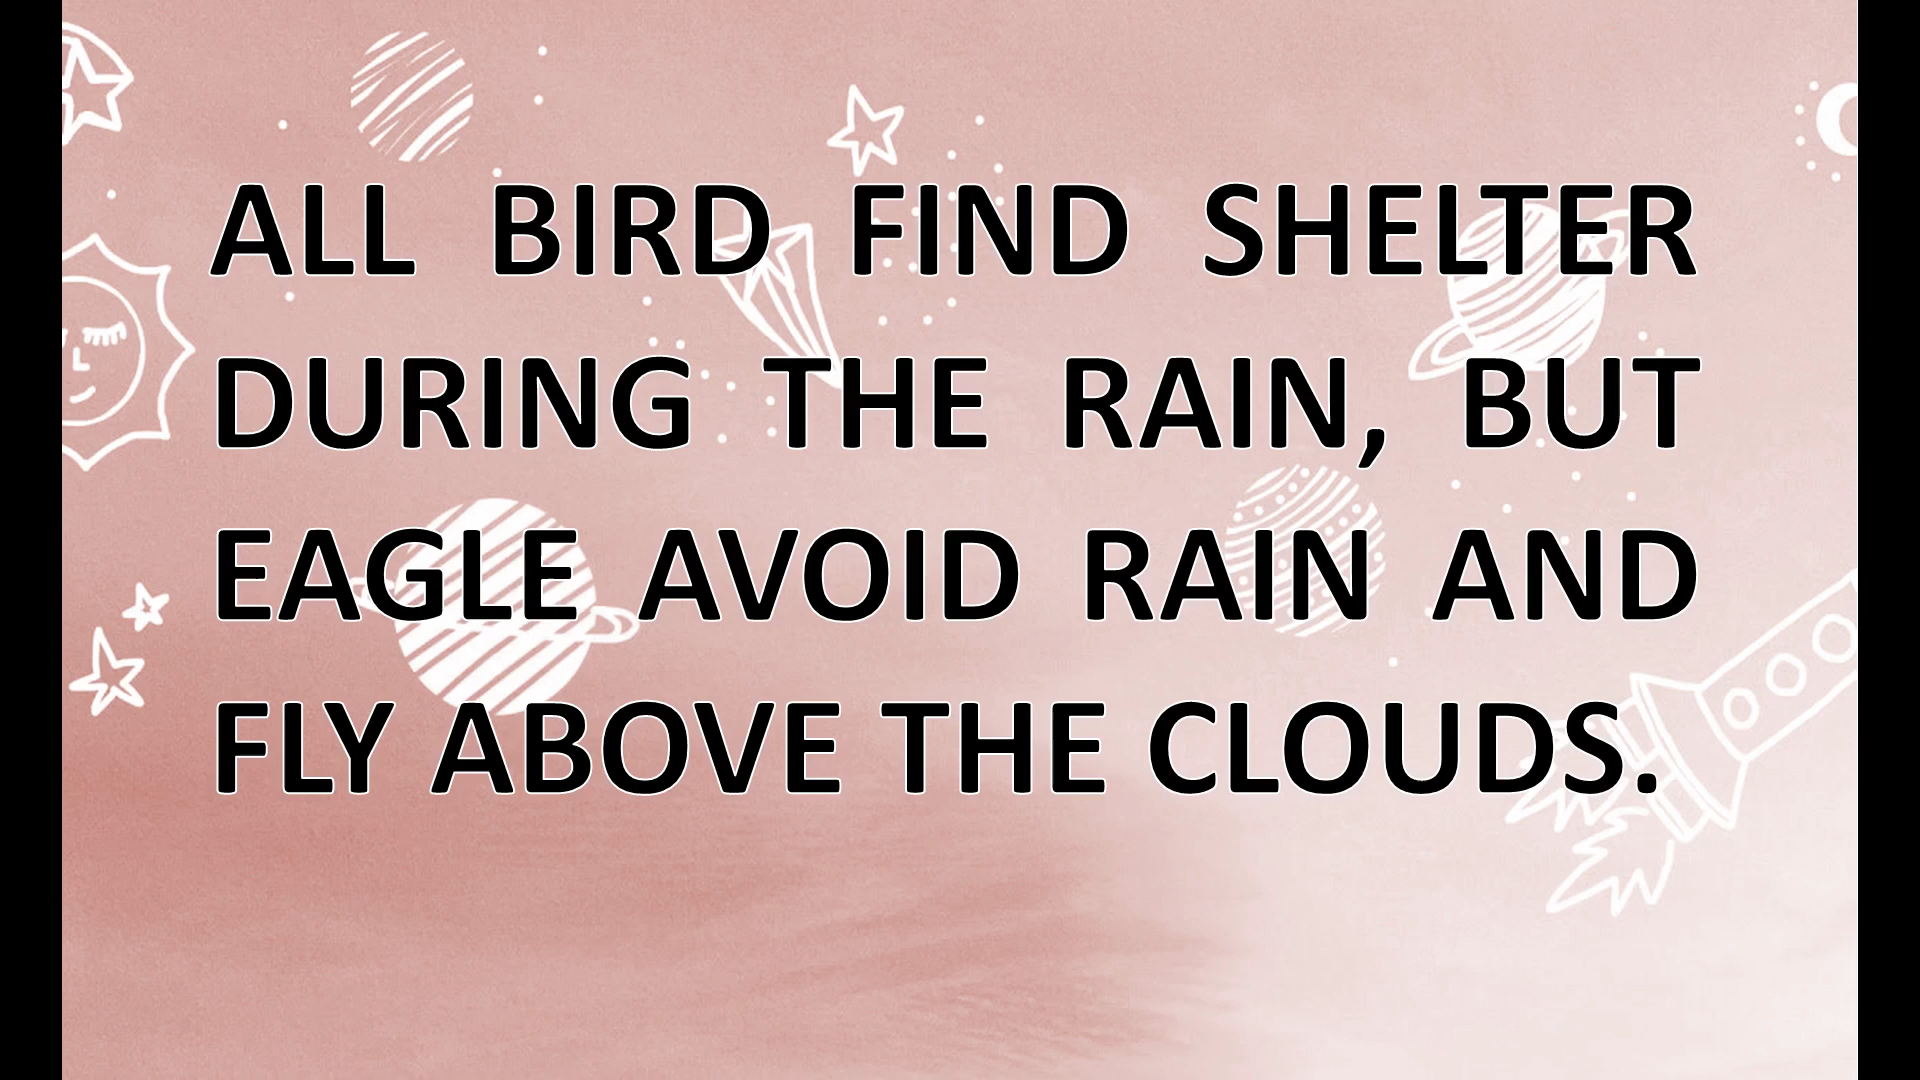 ALL BIRD FIND SHELTER
DURING THE RAIN, BUT
EAGLE AVOID RAIN AND
FLY ABOVE THE CLOUDS.